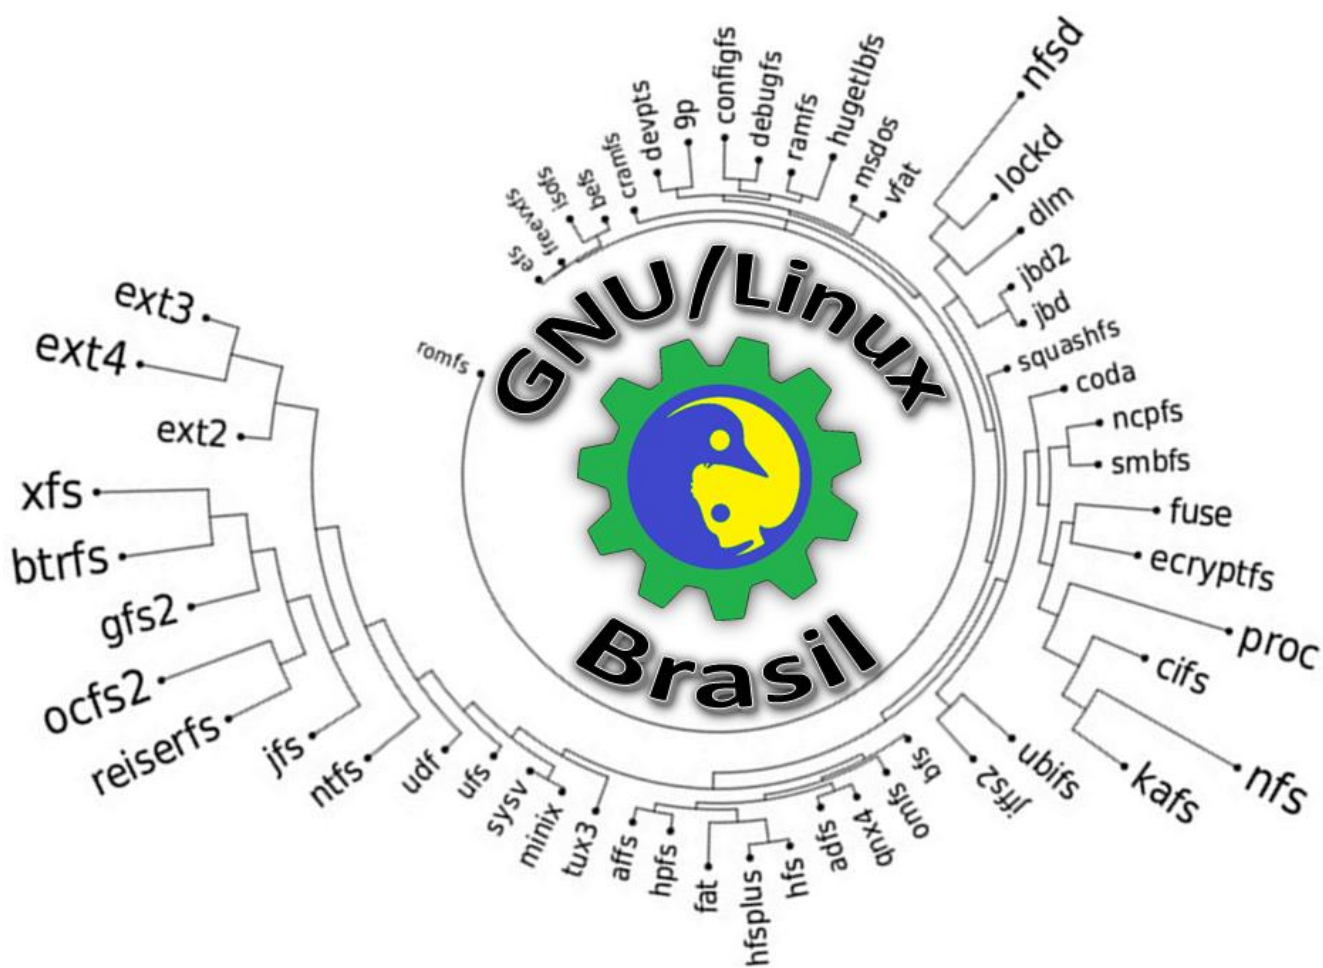 GNU/Linux
Brasil
romfs
efs
freevxfs
isofs
befs
cramfs
devpts
9p
configfs
debugfs
ramfs
hugetlbfs
msdos
vfat
nfsd
lockd
dlm
jbd2
jbd
squashfs
coda
ncpfs
smbfs
fuse
ecryptfs
proc
cifs
nfs
kafs
ubifs
jffs2
bfs
omfs
qnx4
adfs
hfs
hfsplus
fat
hpfs
affs
tux3
minix
sysv
ufs
udf
ntfs
jfs
reiserfs
ocfs2
gfs2
btrfs
xfs
ext2
ext4
ext3